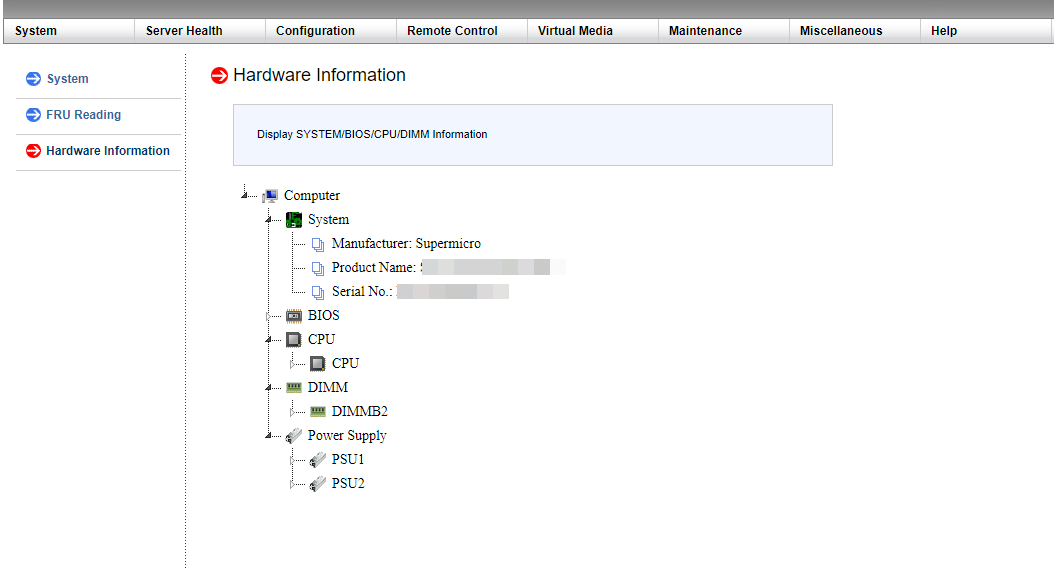 System Server Health Configuration Remote Control Virtual Media Maintenance Miscellaneous Help
System
FRU Reading
Hardware Information
Hardware Information
Display SYSTEM/BIOS/CPU/DIMM Information
Computer
System
Manufacturer: Supermicro
Product Name:
Serial No.:
BIOS
CPU
CPU
DIMM
DIMMB2
Power Supply
PSU1
PSU2